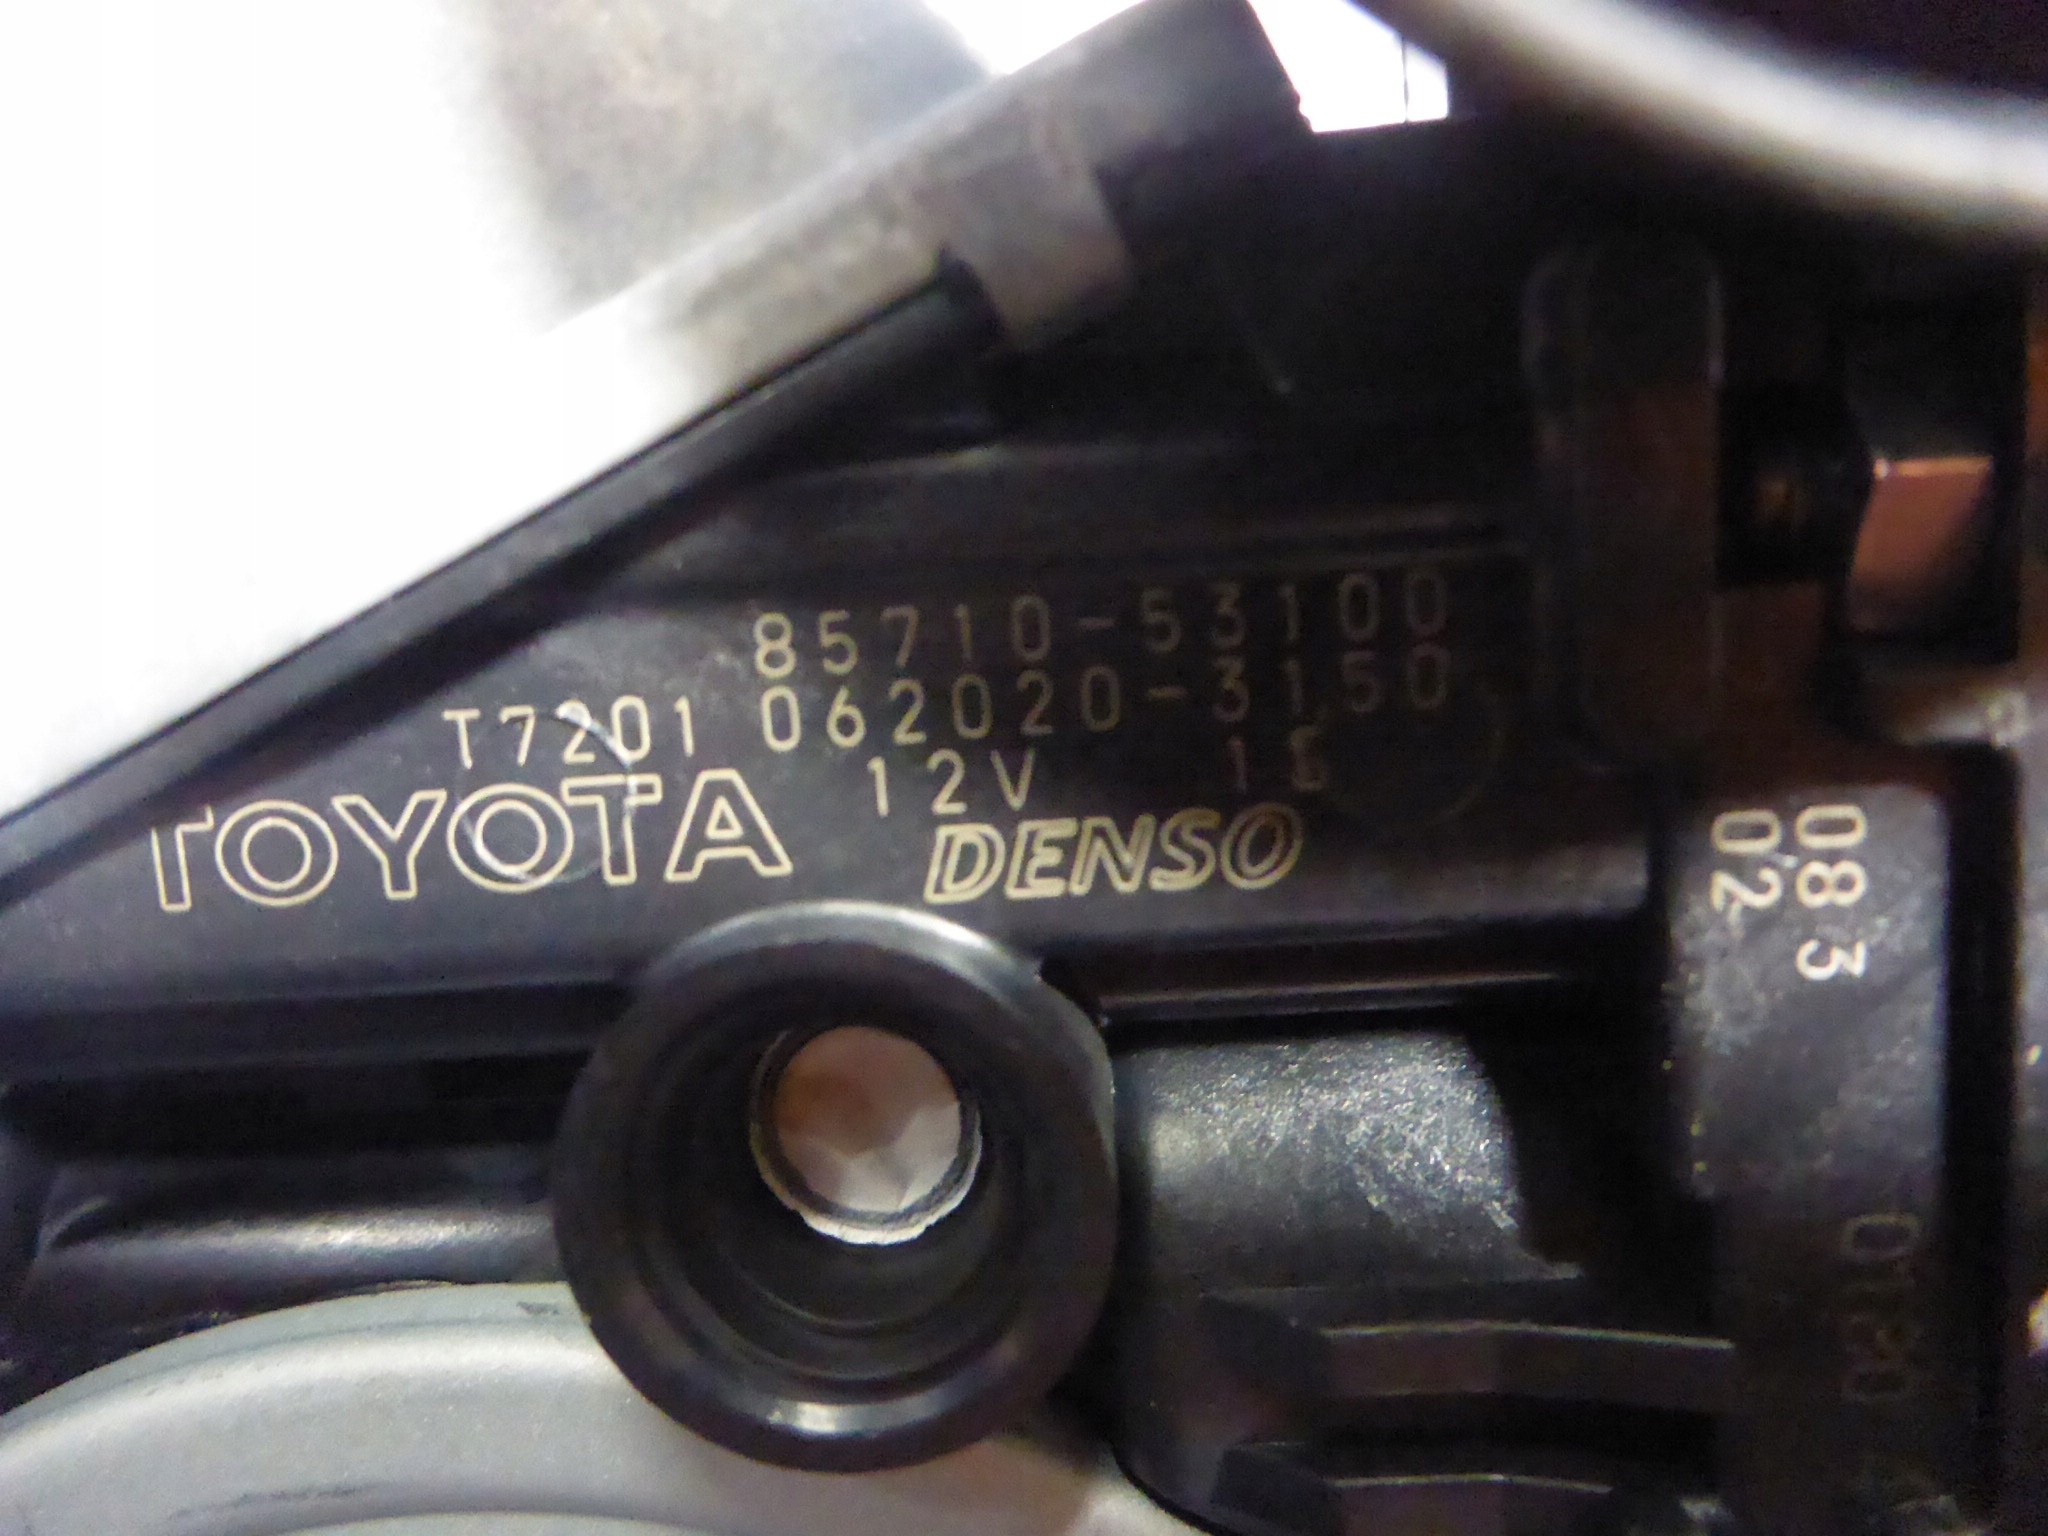 85710-53100
T7201 062020-3150
12V
TOYOTA DENSO
083
02